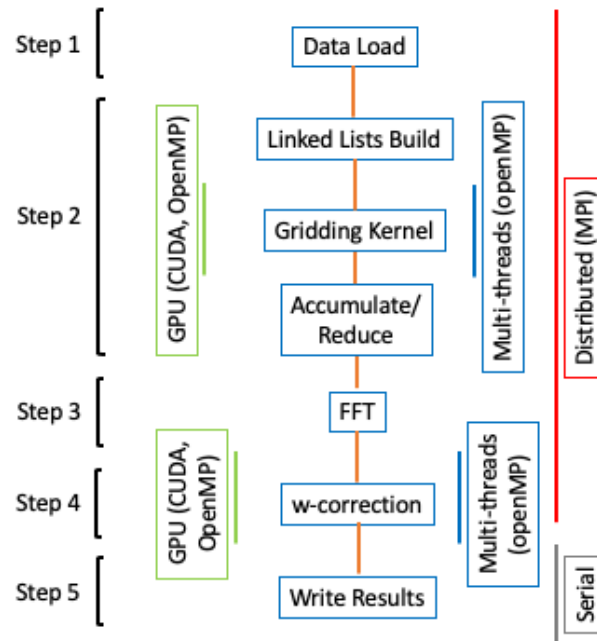 Step 1
Data Load
Step 2
Linked Lists Build
Gridding Kernel
Accumulate/
Reduce
GPU (CUDA, OpenMP)
Multi-threads (openMP)
Distributed (MPI)
Step 3
FFT
Step 4
w-correction
GPU (CUDA,
OpenMP)
Multi-threads
(openMP)
Step 5
Write Results
Serial